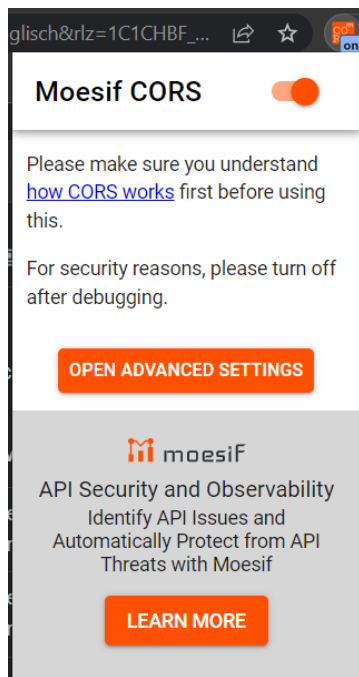 glisch&rlz=1C1CHBF_...
on
Moesif CORS
Please make sure you understand
how CORS works first before using
this.
For security reasons, please turn off
after debugging.
OPEN ADVANCED SETTINGS
moesif
API Security and Observability
Identify API Issues and
Automatically Protect from API
Threats with Moesif
LEARN MORE